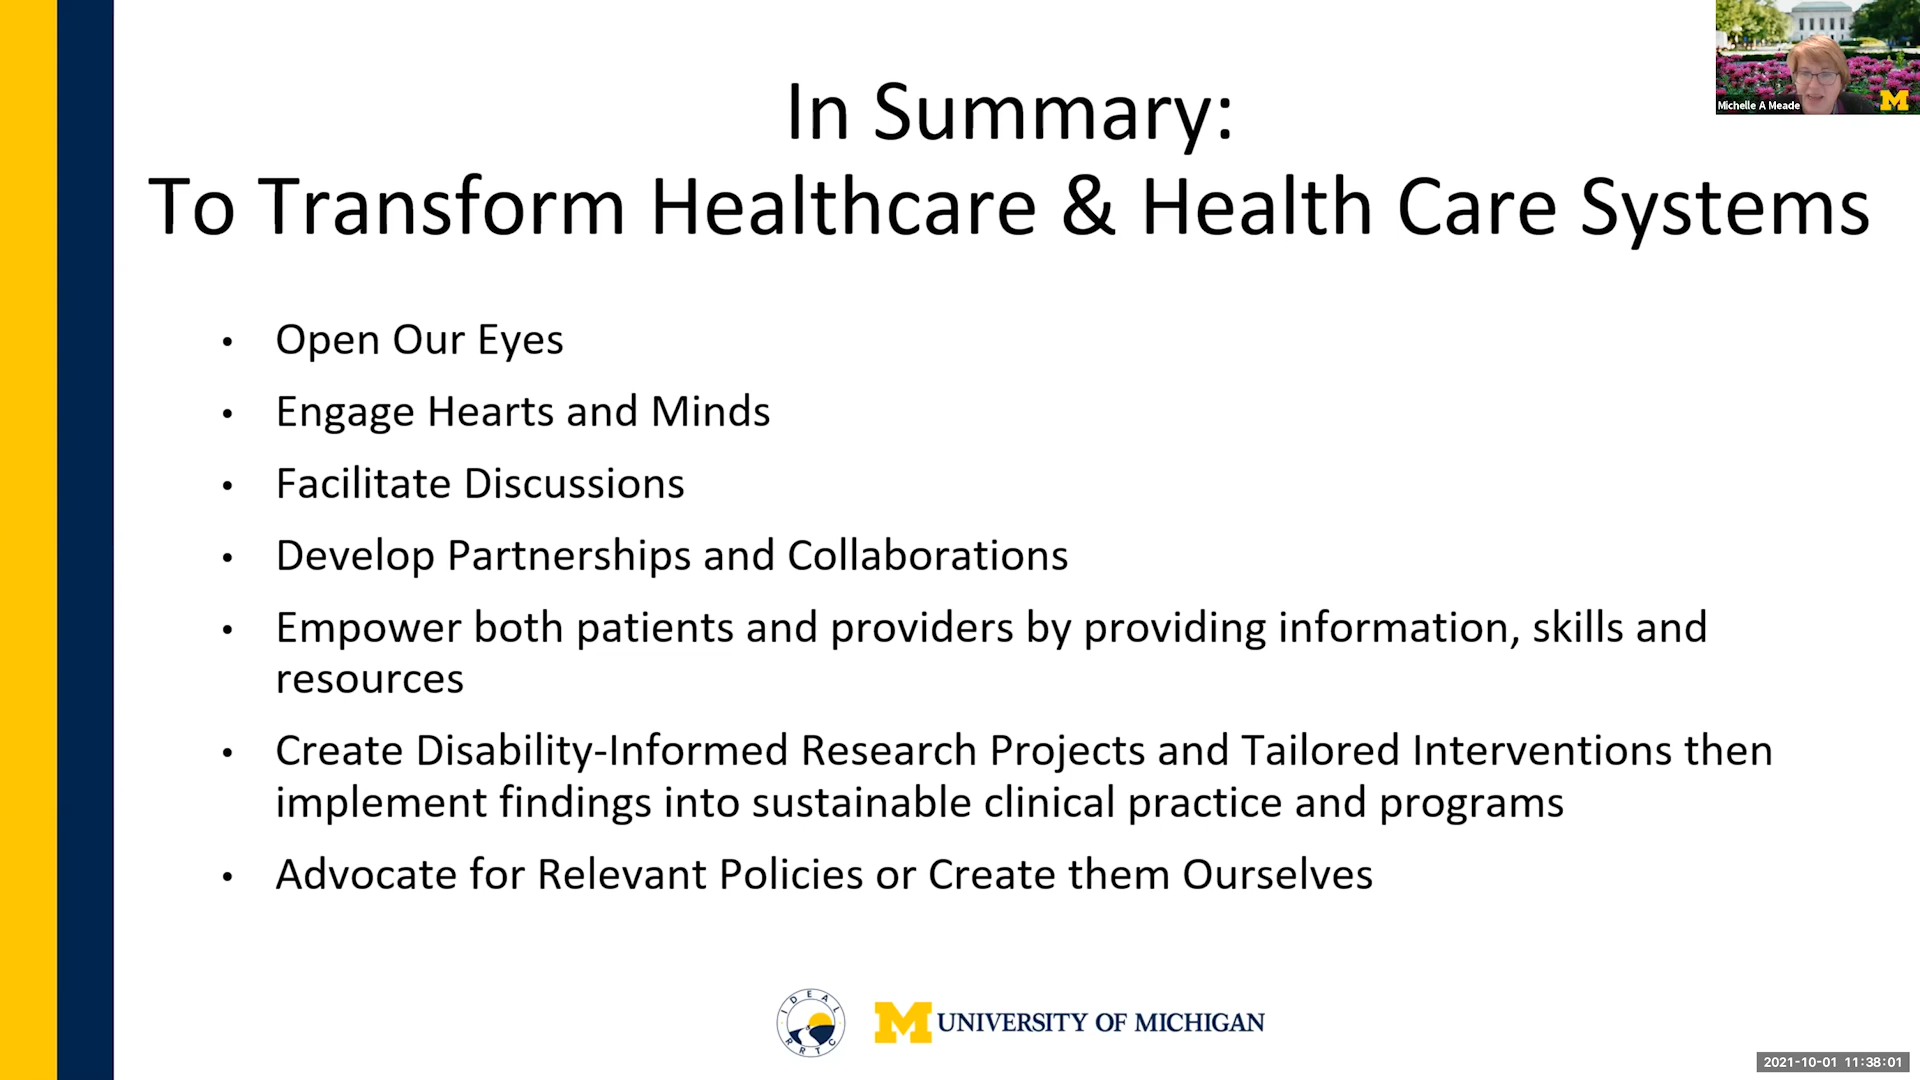 In Summary:
To Transform Healthcare & Health Care Systems
Michelle A Meade
M
• Open Our Eyes
• Engage Hearts and Minds
• Facilitate Discussions
• Develop Partnerships and Collaborations
• Empower both patients and providers by providing information, skills and
resources
• Create Disability-Informed Research Projects and Tailored Interventions then
implement findings into sustainable clinical practice and programs
• Advocate for Relevant Policies or Create them Ourselves
IDEAL
RRTC
M UNIVERSITY OF MICHIGAN
2021-10-01 11:38:01